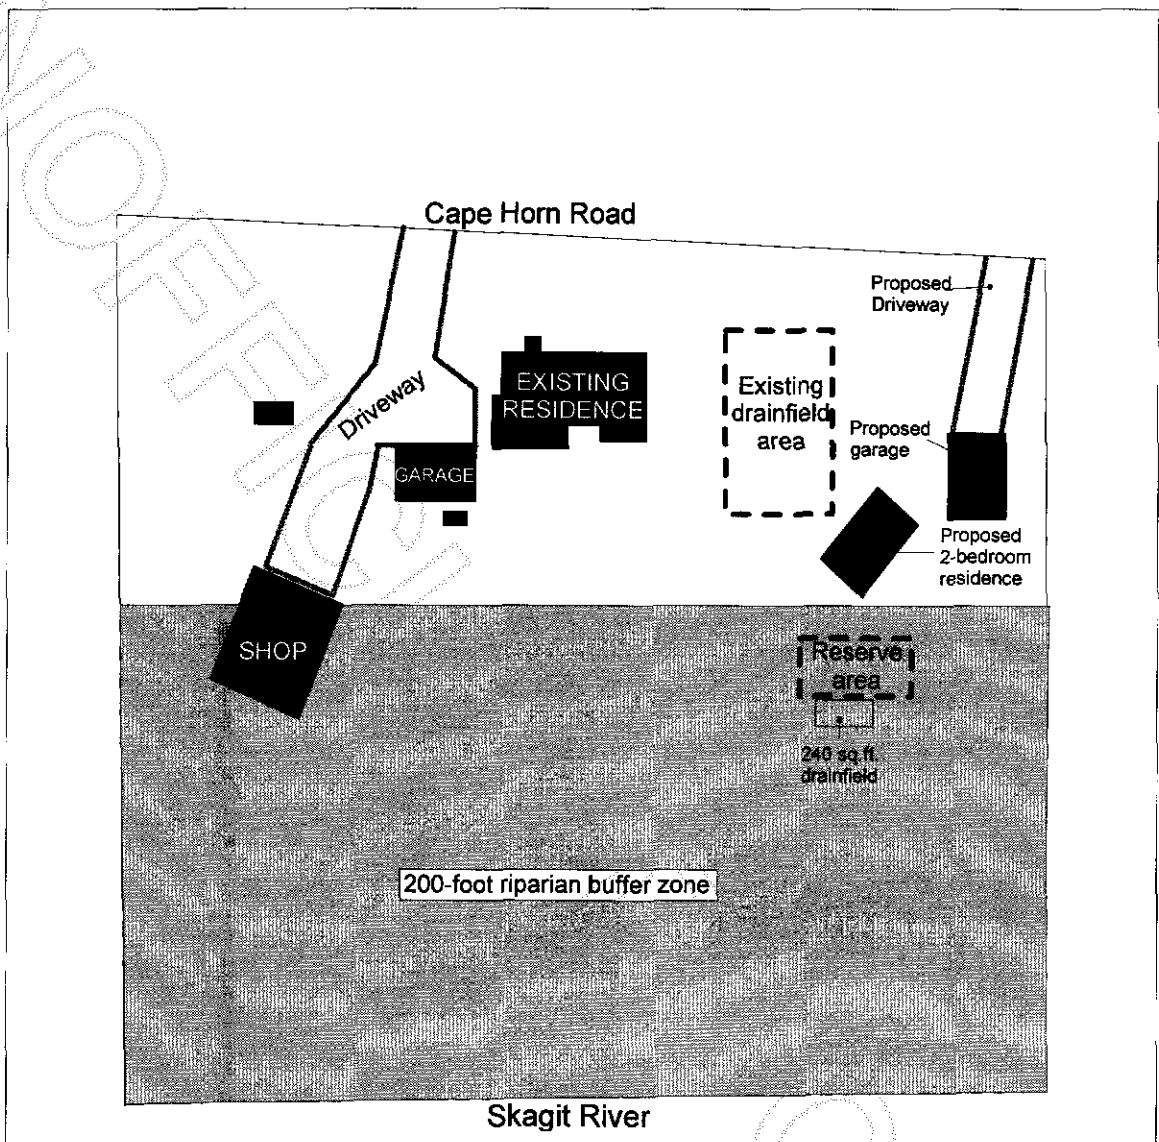 UNOFFICI
Cape Horn Road
Proposed
Driveway
EXISTING
RESIDENCE
Driveway
Existing
drainfield
area
Proposed
garage
GARAGE
Proposed
2-bedroom
residence
SHOP
Reserve
area
240 sq.ft.
drainfield
200-foot riparian buffer zone
Skagit River